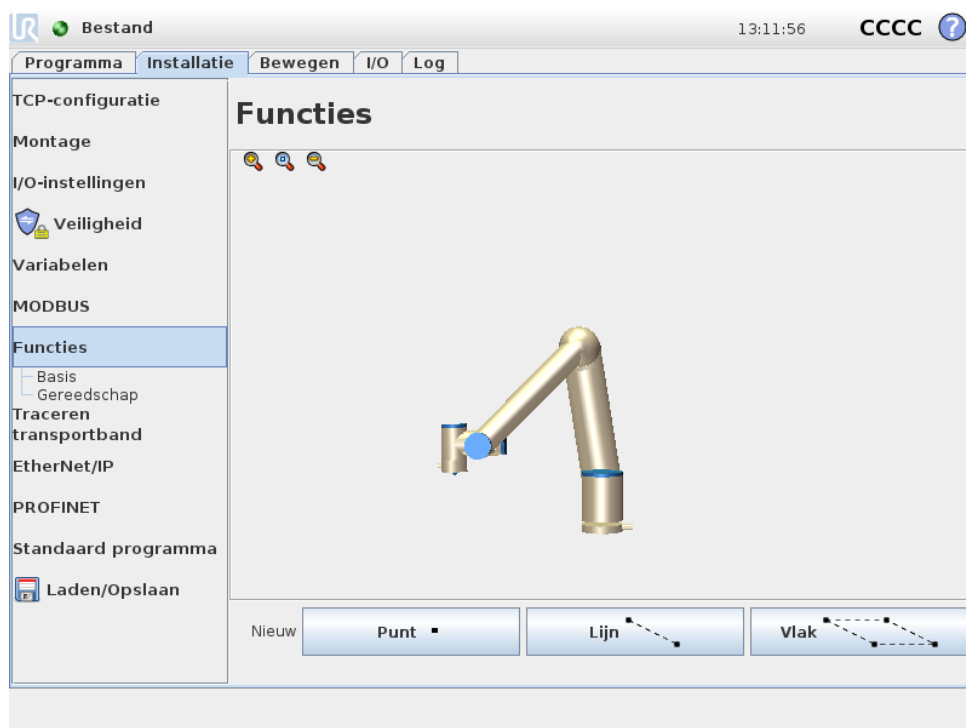 UR Bestand 13:11:56 CCCC ?
Programma Installatie Bewegen I/O Log
TCP-configuratie
Montage
I/O-instellingen
Veiligheid
Variabelen
MODBUS
Functies
Basis
Gereedschap
Traceren
transportband
EtherNet/IP
PROFINET
Standaard programma
Laden/Opslaan
Functies
Nieuw Punt Lijn Vlak